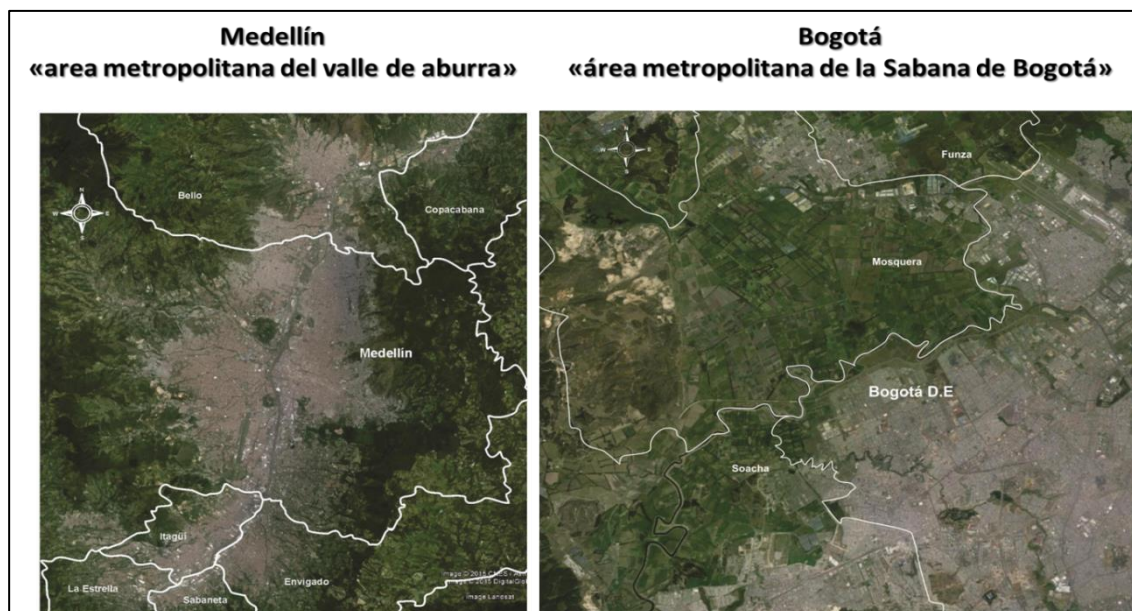 Medellín
«area metropolitana del valle de aburra»
Bogotá
«área metropolitana de la Sabana de Bogotá»
Bello
Copacabana
Medellín
Itagüí
La Estrella
Sabaneta
Envigado
Image Landsat
Funza
Mosquera
Bogotá D.E
Soacha